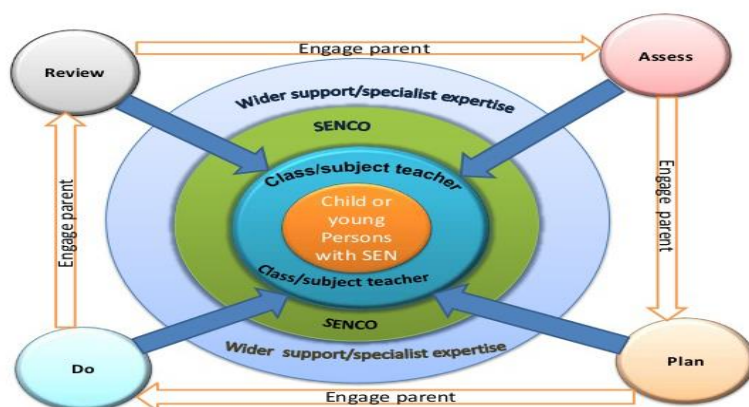 Engage parent
Review
Assess
Wider support/specialist expertise
SENCO
Class/subject teacher
Child or
young
Persons
with SEN
Engage parent
Engage parent
Class/subject teacher
SENCO
Wider support/specialist expertise
Do
Plan
Engage parent